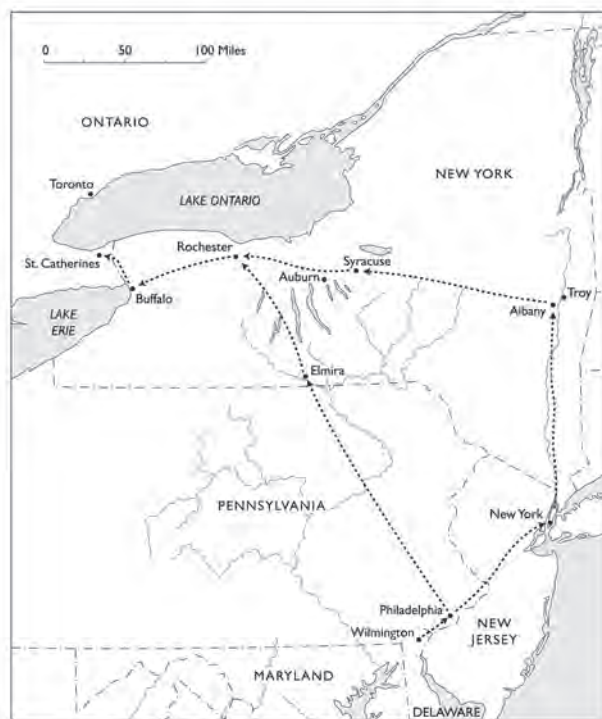 0 50 100 Miles
ONTARIO
NEW YORK
Toronto
LAKE ONTARIO
Rochester
Syracuse
St. Catherines
Auburn
Buffalo
Troy
Albany
LAKE
ERIE
Elmira
PENNSYLVANIA
New York
Philadelphia
Wilmington
NEW
JERSEY
MARYLAND
DELAWARE